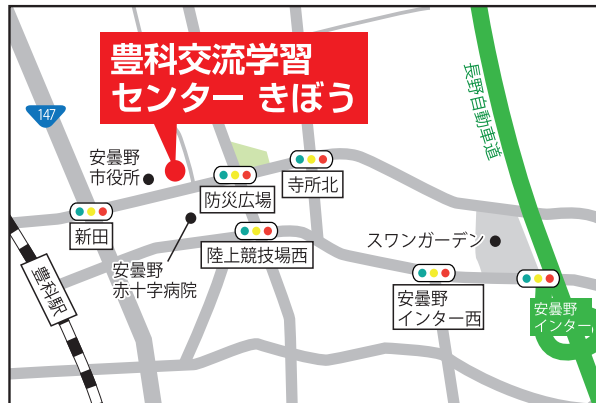 豊科交流学習
センター きぼう
147
長野自動車道
安曇野
市役所
防災広場
寺所北
新田
陸上競技場西
スワンガーデン
安曇野
赤十字病院
豊科駅
安曇野
インター西
安曇野
インター